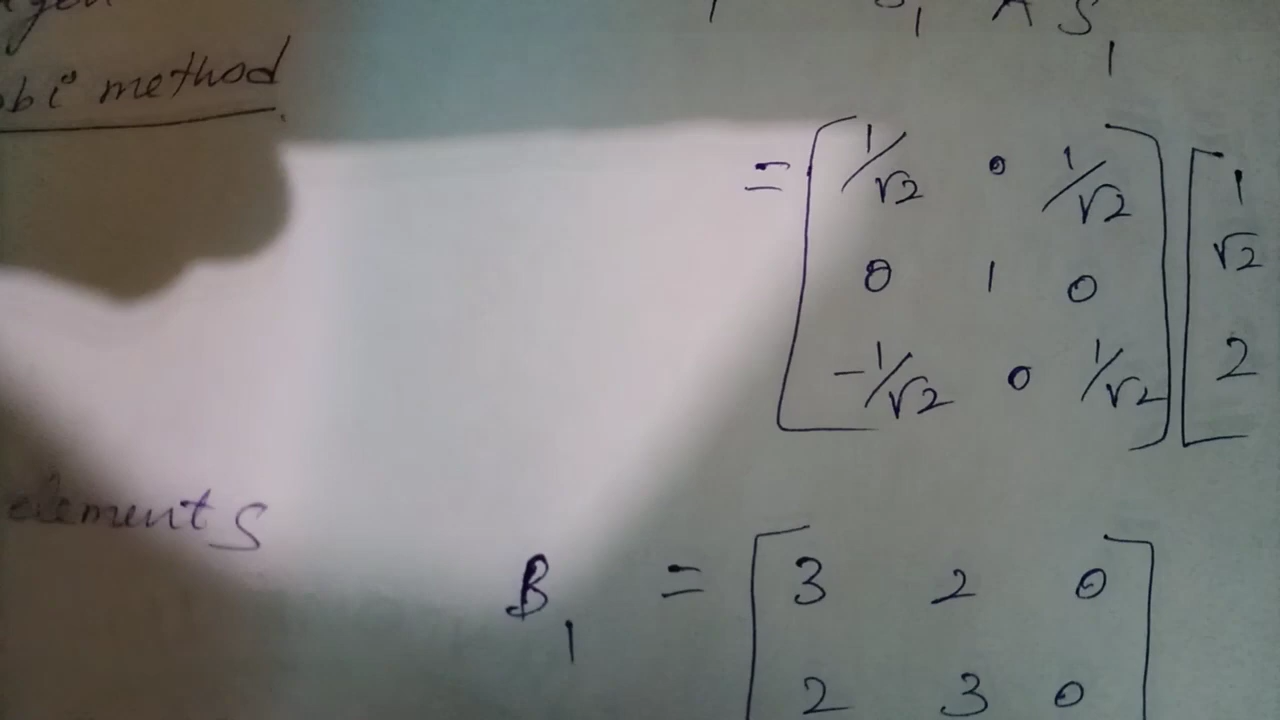 obi method
A S₁
= [ 1/√2 0 1/√2 ] [ 1
0 1 0 √2
-1/√2 0 1/√2 ] 2
elements
B₁ = [ 3 2 0 ]
2 3 0